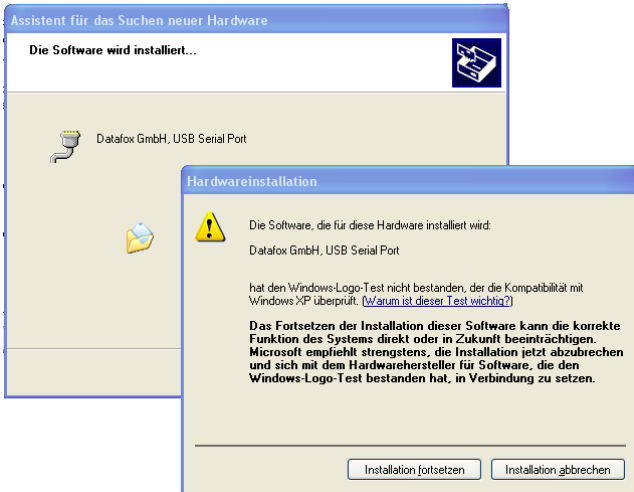 Assistent für das Suchen neuer Hardware
Die Software wird installiert...
Datafox GmbH, USB Serial Port
Hardwareinstallation
Die Software, die für diese Hardware installiert wird:
Datafox GmbH, USB Serial Port
hat den Windows-Logo-Test nicht bestanden, der die Kompatibilität mit
Windows XP überprüft. (Warum ist dieser Test wichtig?)
Das Fortsetzen der Installation dieser Software kann die korrekte
Funktion des Systems direkt oder in Zukunft beeinträchtigen.
Microsoft empfiehlt strengstens, die Installation jetzt abzubrechen
und sich mit dem Hardwarehersteller für Software, die den
Windows-Logo-Test bestanden hat, in Verbindung zu setzen.
Installation fortsetzen Installation abbrechen